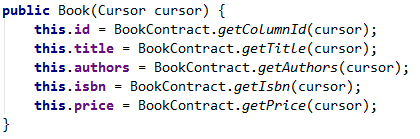 public Book(Cursor cursor) {
this.id = BookContract.getColumnId(cursor);
this.title = BookContract.getTitle(cursor);
this.authors = BookContract.getAuthors(cursor);
this.isbn = BookContract.getIsbn(cursor);
this.price = BookContract.getPrice(cursor);
}